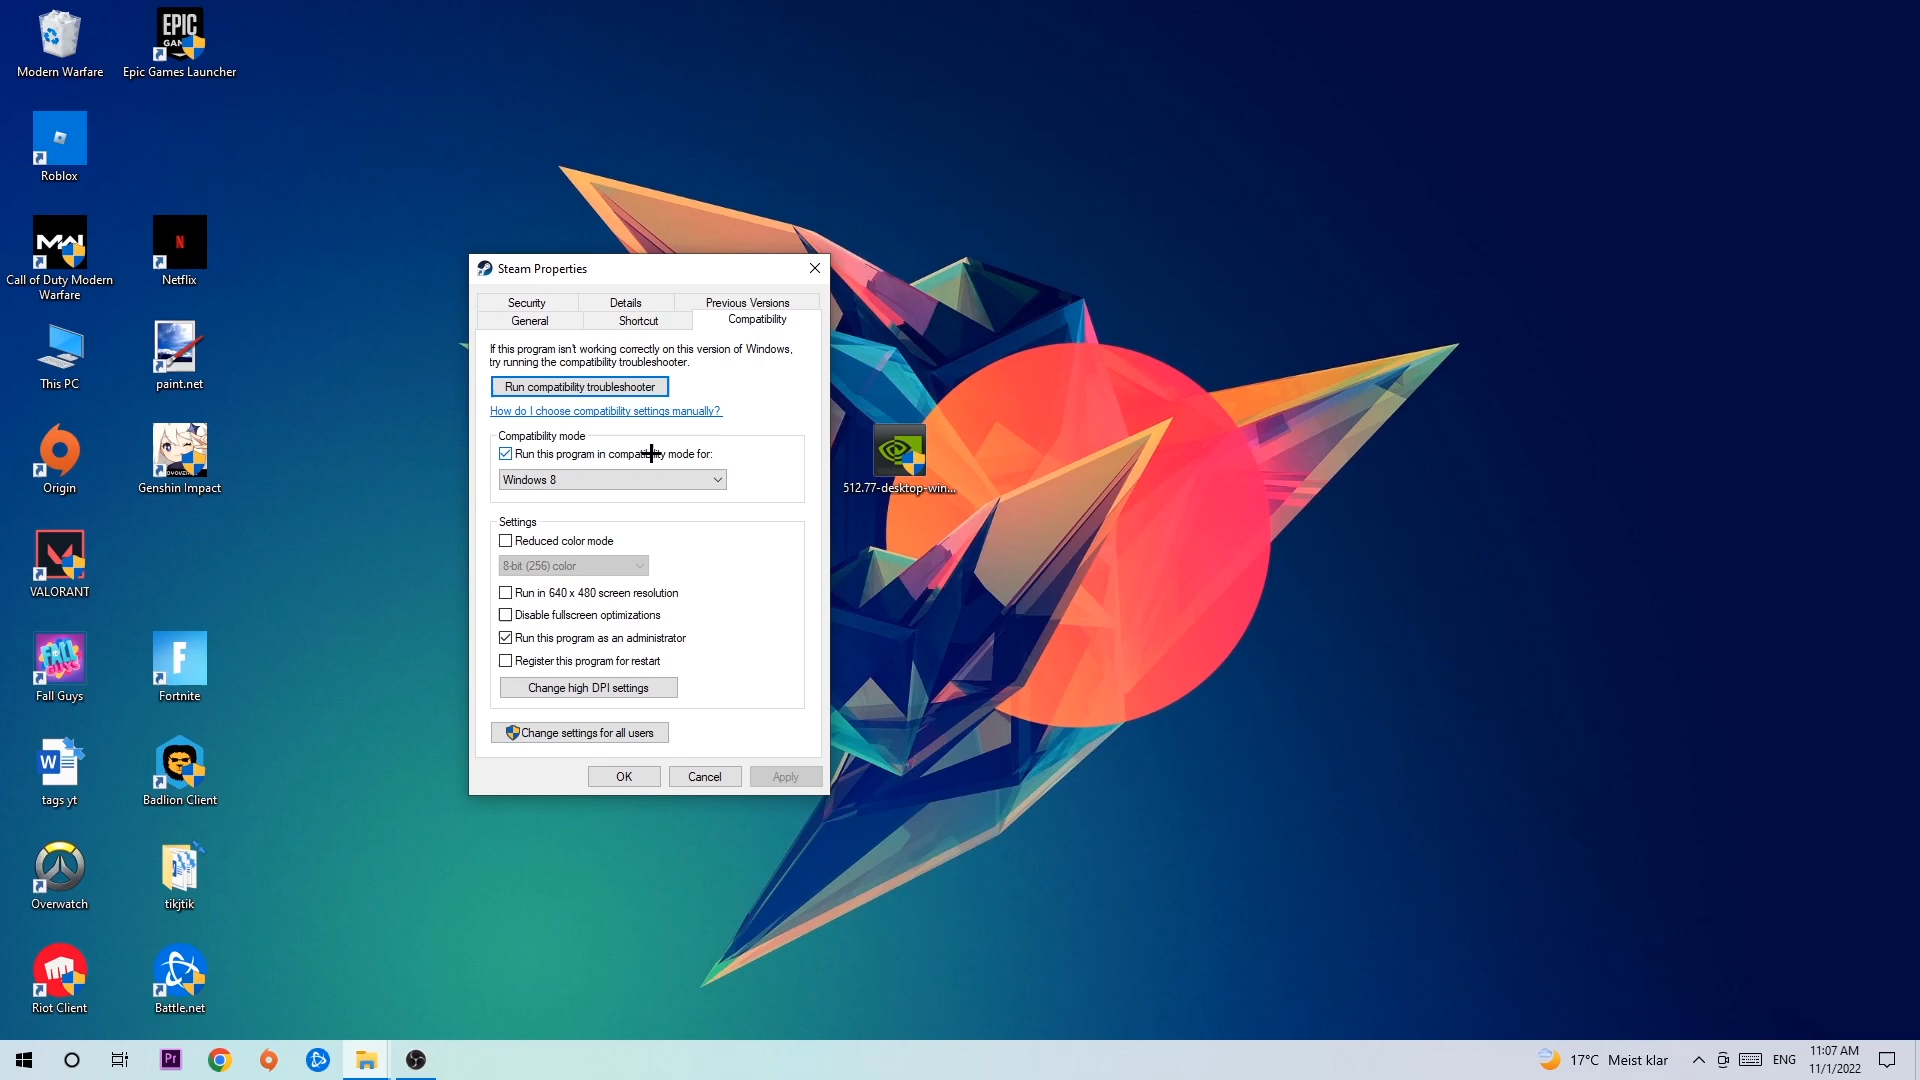 Modern Warfare
EPIC
GAMES
Epic Games Launcher
Roblox
MW
Call of Duty Modern
Warfare
N
Netflix
This PC
paint.net
Origin
Genshin Impact
VALORANT
FALL
guys
Fall Guys
F
Fortnite
W
tags yt
Badlion Client
Overwatch
tikjtik
Riot Client
Battle.net
Steam Properties
Security
Details
Previous Versions
General
Shortcut
Compatibility
If this program isn't working correctly on this version of Windows,
try running the compatibility troubleshooter.
Run compatibility troubleshooter
How do I choose compatibility settings manually?
Compatibility mode
Run this program in compatibility mode for:
Windows 8
Settings
Reduced color mode
8-bit (256) color
Run in 640 x 480 screen resolution
Disable fullscreen optimizations
Run this program as an administrator
Register this program for restart
Change high DPI settings
Change settings for all users
OK
Cancel
Apply
512.77-desktop-win...
Pr
17°C Meist klar
ENG
11:07 AM
11/1/2022